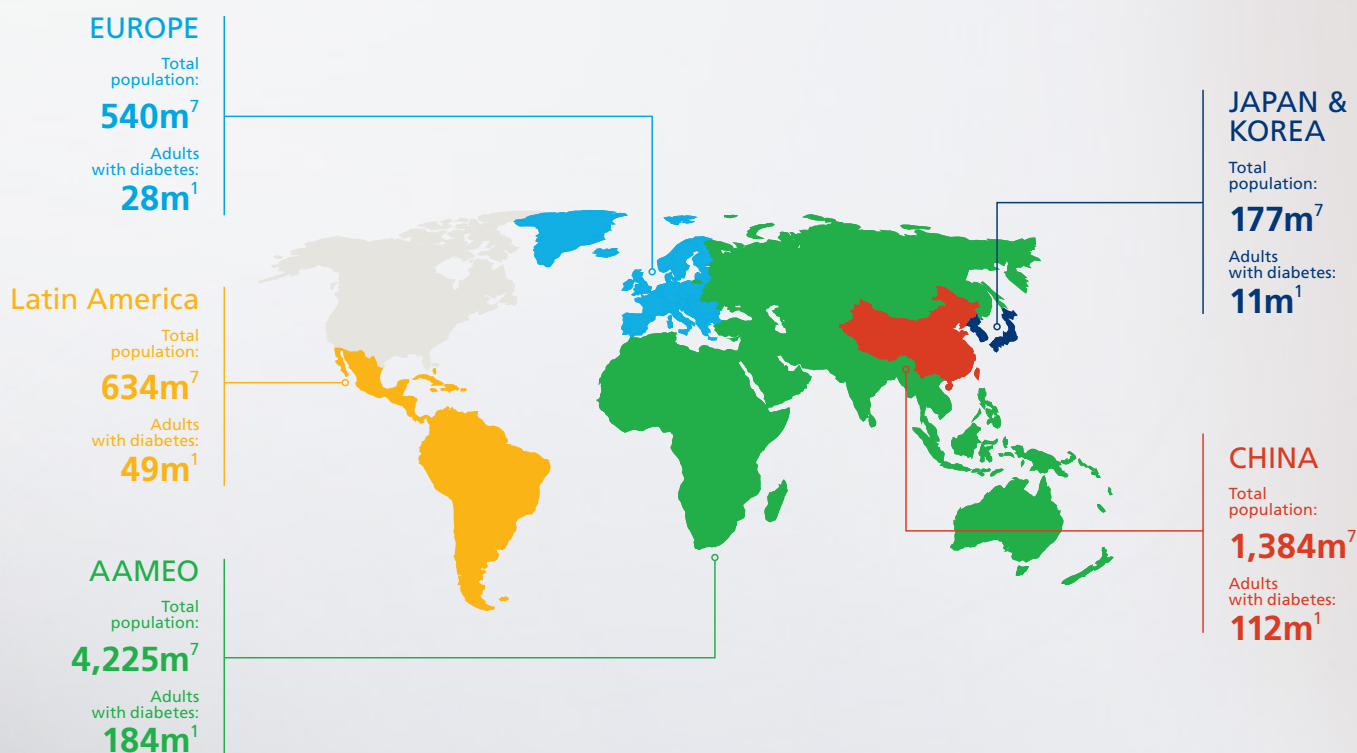 EUROPE
Total
population:
540m7
Adults
with diabetes:
28m1
Latin America
Total
population:
634m7
Adults
with diabetes:
49m1
AAMEO
Total
population:
4,225m7
Adults
with diabetes:
184m1
JAPAN &
KOREA
Total
population:
177m7
Adults
with diabetes:
11m1
CHINA
Total
population:
1,384m7
Adults
with diabetes:
112m1